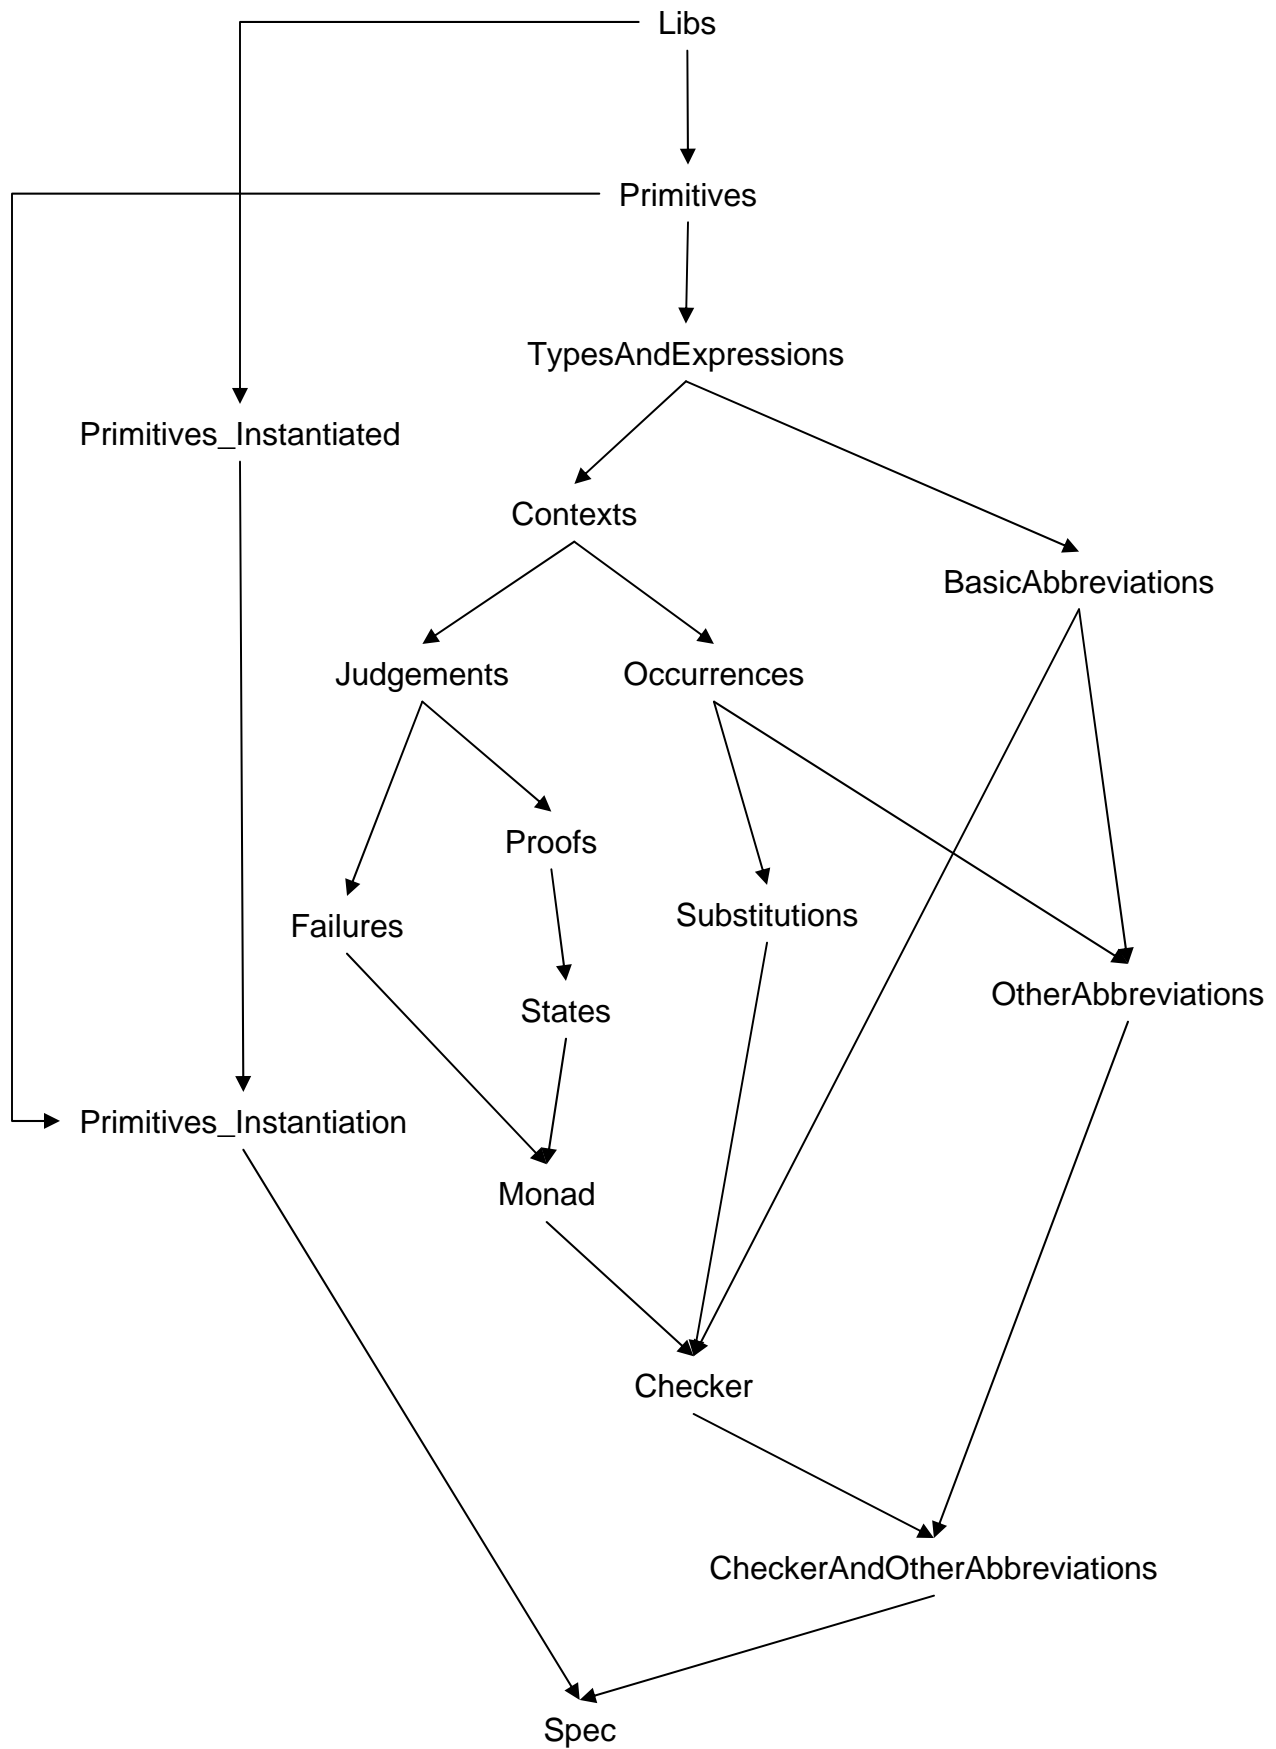 Libs
Primitives
TypesAndExpressions
Primitives_Instantiated
Contexts
BasicAbbreviations
Judgements
Occurrences
Proofs
Failures
Substitutions
OtherAbbreviations
States
Primitives_Instantiation
Monad
Checker
CheckerAndOtherAbbreviations
Spec